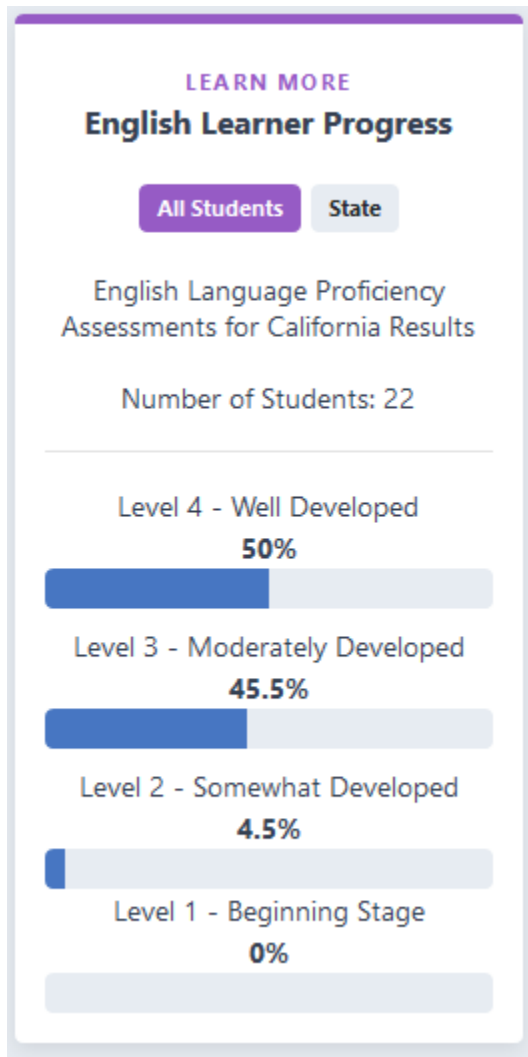 LEARN MORE
English Learner Progress
All Students State
English Language Proficiency
Assessments for California Results
Number of Students: 22
Level 4 - Well Developed
50%
Level 3 - Moderately Developed
45.5%
Level 2 - Somewhat Developed
4.5%
Level 1 - Beginning Stage
0%